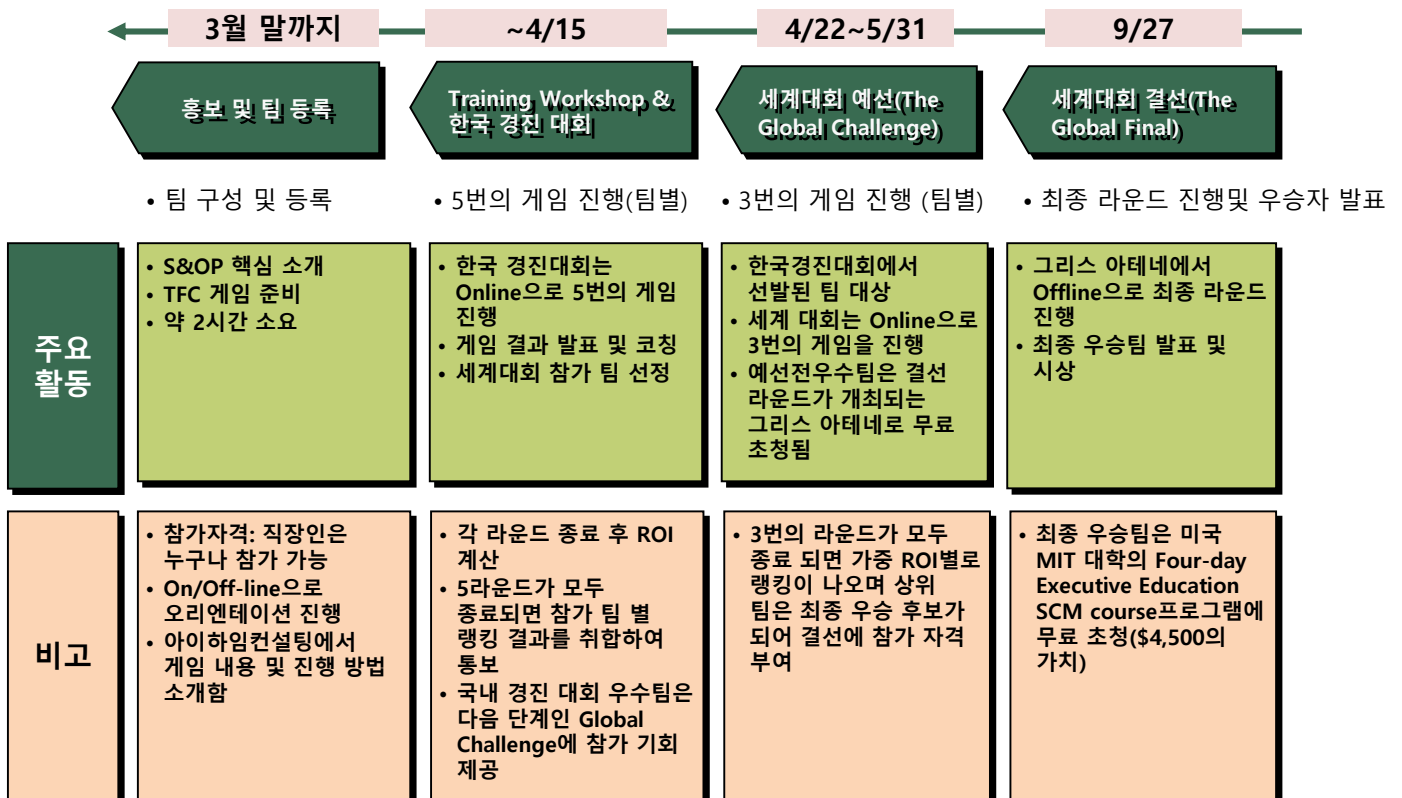 3월 말까지
~4/15
4/22~5/31
9/27
홍보 및 팀 등록
Training Workshop &
한국 경진 대회
세계대회 예선(The
Global Challenge)
세계대회 결선(The
Global Final)
• 팀 구성 및 등록
• 5번의 게임 진행(팀별)
• 3번의 게임 진행 (팀별)
• 최종 라운드 진행및 우승자 발표
주요
활동
• S&OP 핵심 소개
• TFC 게임 준비
• 약 2시간 소요
• 한국 경진대회는
Online으로 5번의 게임
진행
• 게임 결과 발표 및 코칭
• 세계대회 참가 팀 선정
• 한국경진대회에서
선발된 팀 대상
• 세계 대회는 Online으로
3번의 게임을 진행
• 예선전우수팀은 결선
라운드가 개최되는
그리스 아테네로 무료
초청됨
• 그리스 아테네에서
Offline으로 최종 라운드
진행
• 최종 우승팀 발표 및
시상
비고
• 참가자격: 직장인은
누구나 참가 가능
• On/Off-line으로
오리엔테이션 진행
• 아이하임컨설팅에서
게임 내용 및 진행 방법
소개함
• 각 라운드 종료 후 ROI
계산
• 5라운드가 모두
종료되면 참가 팀 별
랭킹 결과를 취합하여
통보
• 국내 경진 대회 우수팀은
다음 단계인 Global
Challenge에 참가 기회
제공
• 3번의 라운드가 모두
종료 되면 가중 ROI별로
랭킹이 나오며 상위
팀은 최종 우승 후보가
되어 결선에 참가 자격
부여
• 최종 우승팀은 미국
MIT 대학의 Four-day
Executive Education
SCM course프로그램에
무료 초청($4,500의
가치)